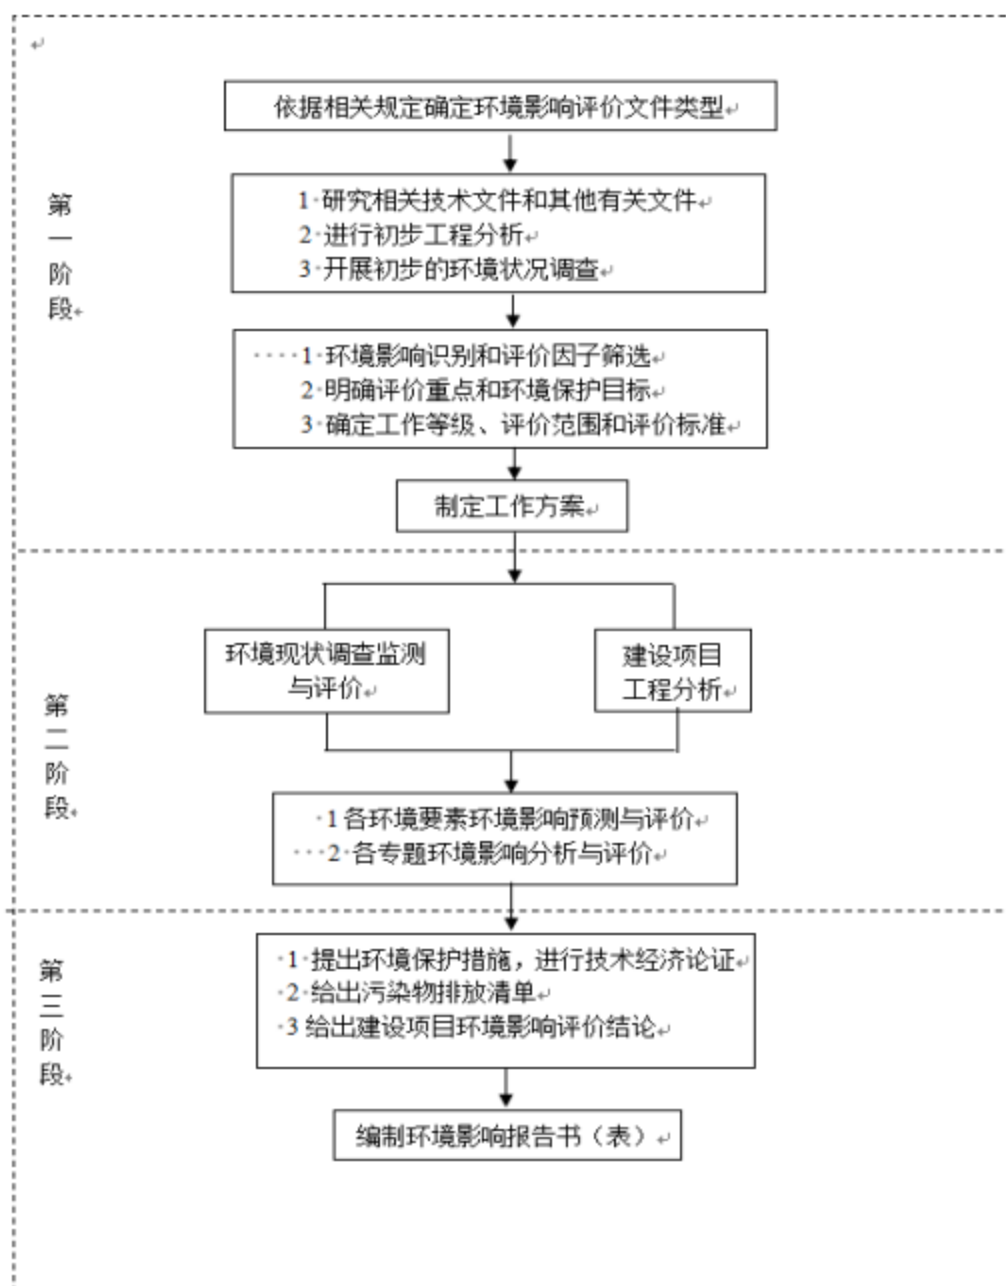 依据相关规定确定环境影响评价文件类型
第一阶段
1 研究相关技术文件和其他有关文件
2 进行初步工程分析
3 开展初步的环境状况调查
1 环境影响识别和评价因子筛选
2 明确评价重点和环境保护目标
3 确定工作等级、评价范围和评价标准
制定工作方案
第二阶段
环境现状调查监测
与评价
建设项目
工程分析
1 各环境要素环境影响预测与评价
2 各专题环境影响分析与评价
第三阶段
1 提出环境保护措施，进行技术经济论证
2 给出污染物排放清单
3 给出建设项目环境影响评价结论
编制环境影响报告书（表）